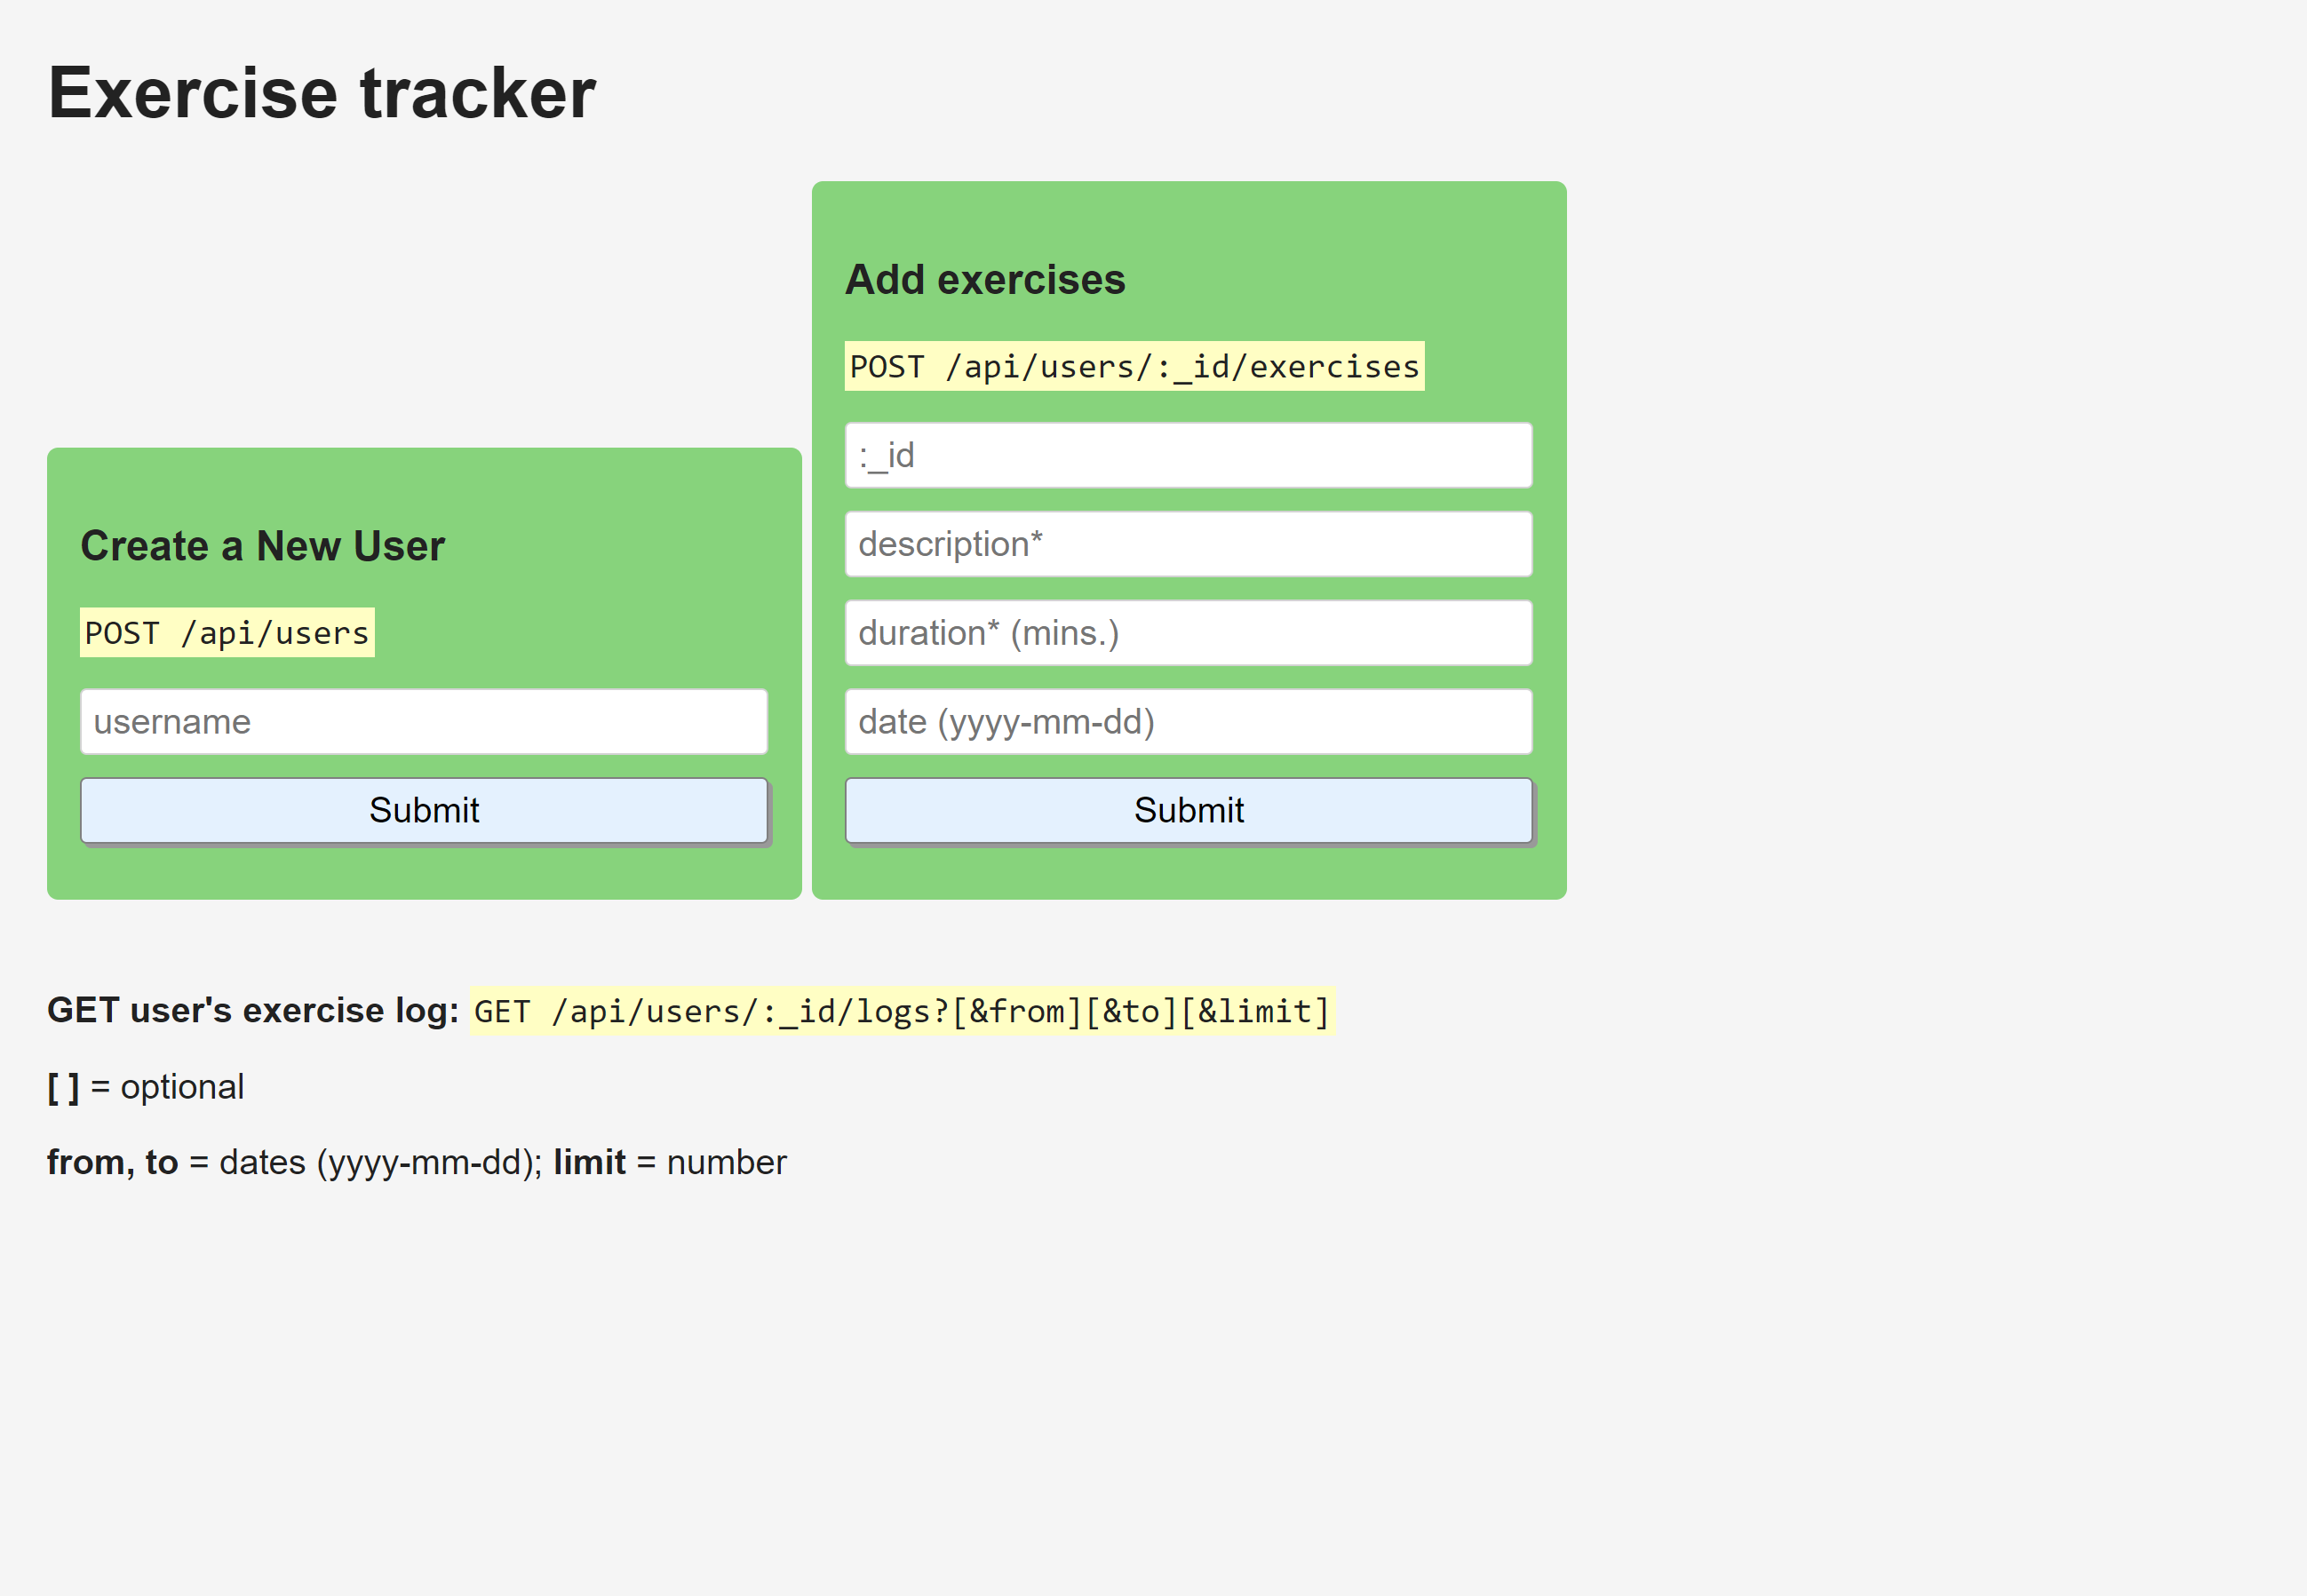 Exercise tracker
Create a New User
POST /api/users
username
Submit
Add exercises
POST /api/users/:_id/exercises
:_id
description*
duration* (mins.)
date (yyyy-mm-dd)
Submit
GET user's exercise log: GET /api/users/:_id/logs?[&from][&to][&limit]
[ ] = optional
from, to = dates (yyyy-mm-dd); limit = number